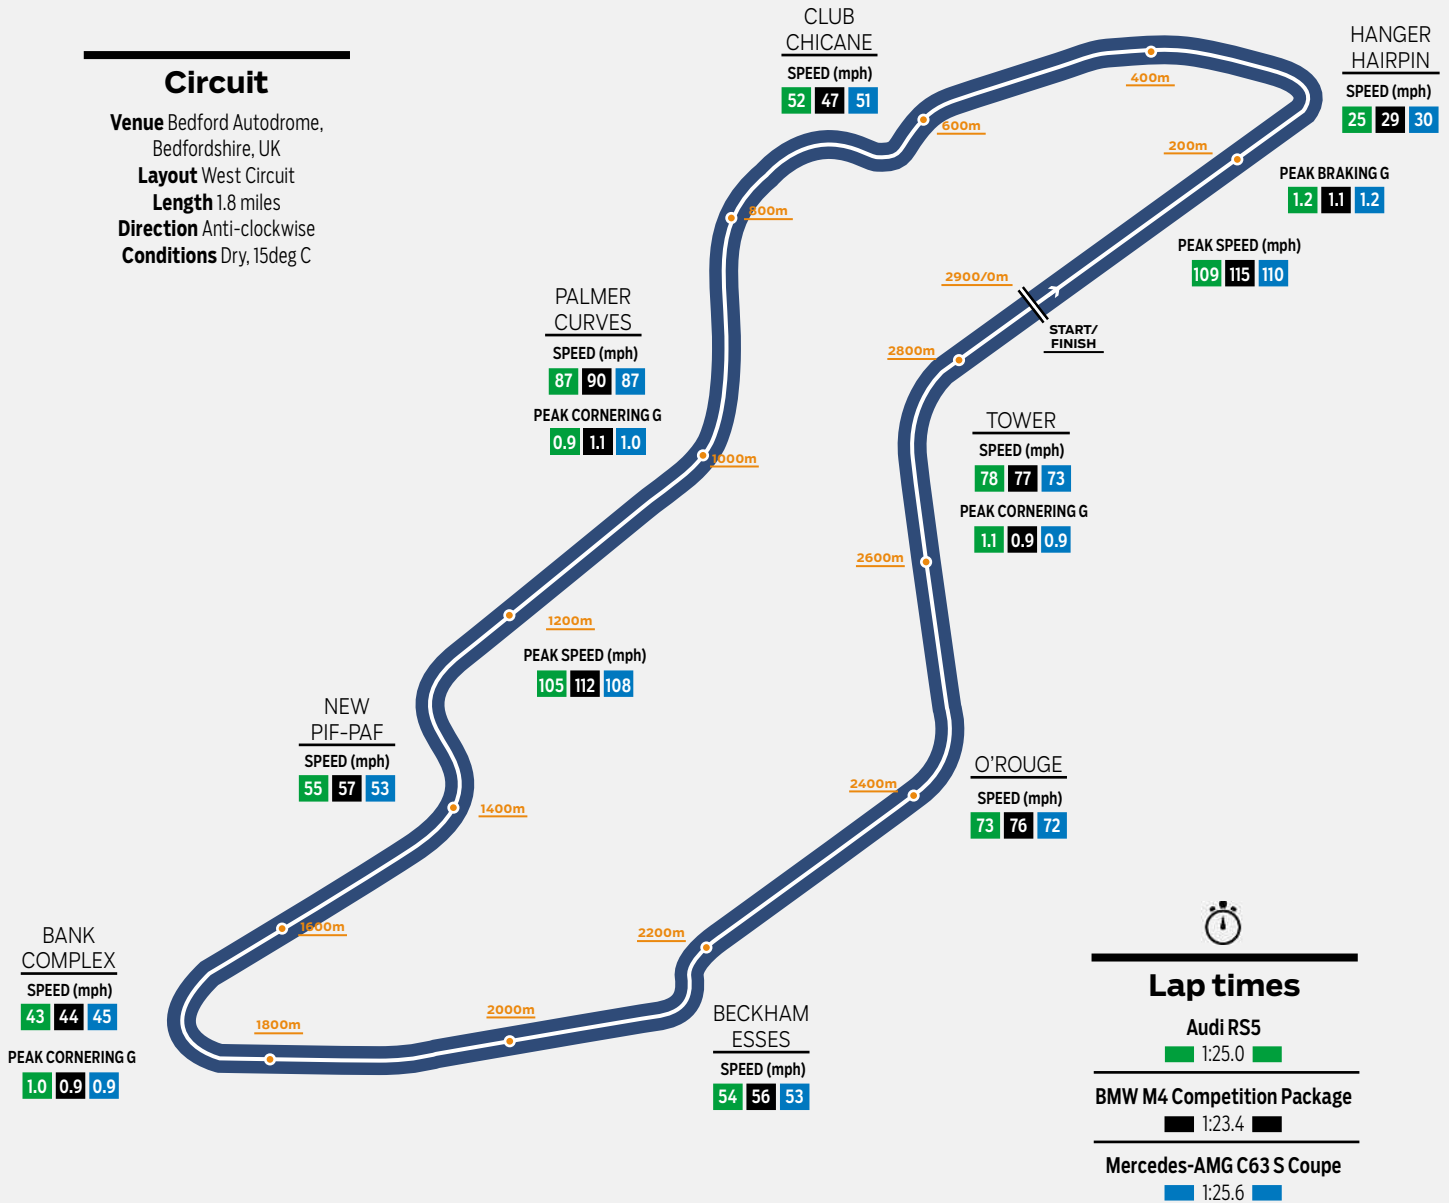 Circuit
Venue Bedford Autodrome,
Bedfordshire, UK
Layout West Circuit
Length 1.8 miles
Direction Anti-clockwise
Conditions Dry, 15deg C
CLUB
CHICANE
SPEED (mph)
52 47 51
HANGER
HAIRPIN
SPEED (mph)
25 29 30
PEAK BRAKING G
1.2 1.1 1.2
PEAK SPEED (mph)
109 115 110
400m
600m
200m
800m
2900/0m
START/
FINISH
2800m
PALMER
CURVES
SPEED (mph)
87 90 87
PEAK CORNERING G
0.9 1.1 1.0
1000m
TOWER
SPEED (mph)
78 77 73
PEAK CORNERING G
1.1 0.9 0.9
2600m
1200m
PEAK SPEED (mph)
105 112 108
NEW
PIF-PAF
SPEED (mph)
55 57 53
1400m
O'ROUGE
SPEED (mph)
73 76 72
2400m
1600m
2200m
BANK
COMPLEX
SPEED (mph)
43 44 45
PEAK CORNERING G
1.0 0.9 0.9
1800m
2000m
BECKHAM
ESSES
SPEED (mph)
54 56 53
Lap times
Audi RS5
1:25.0
BMW M4 Competition Package
1:23.4
Mercedes-AMG C63 S Coupe
1:25.6